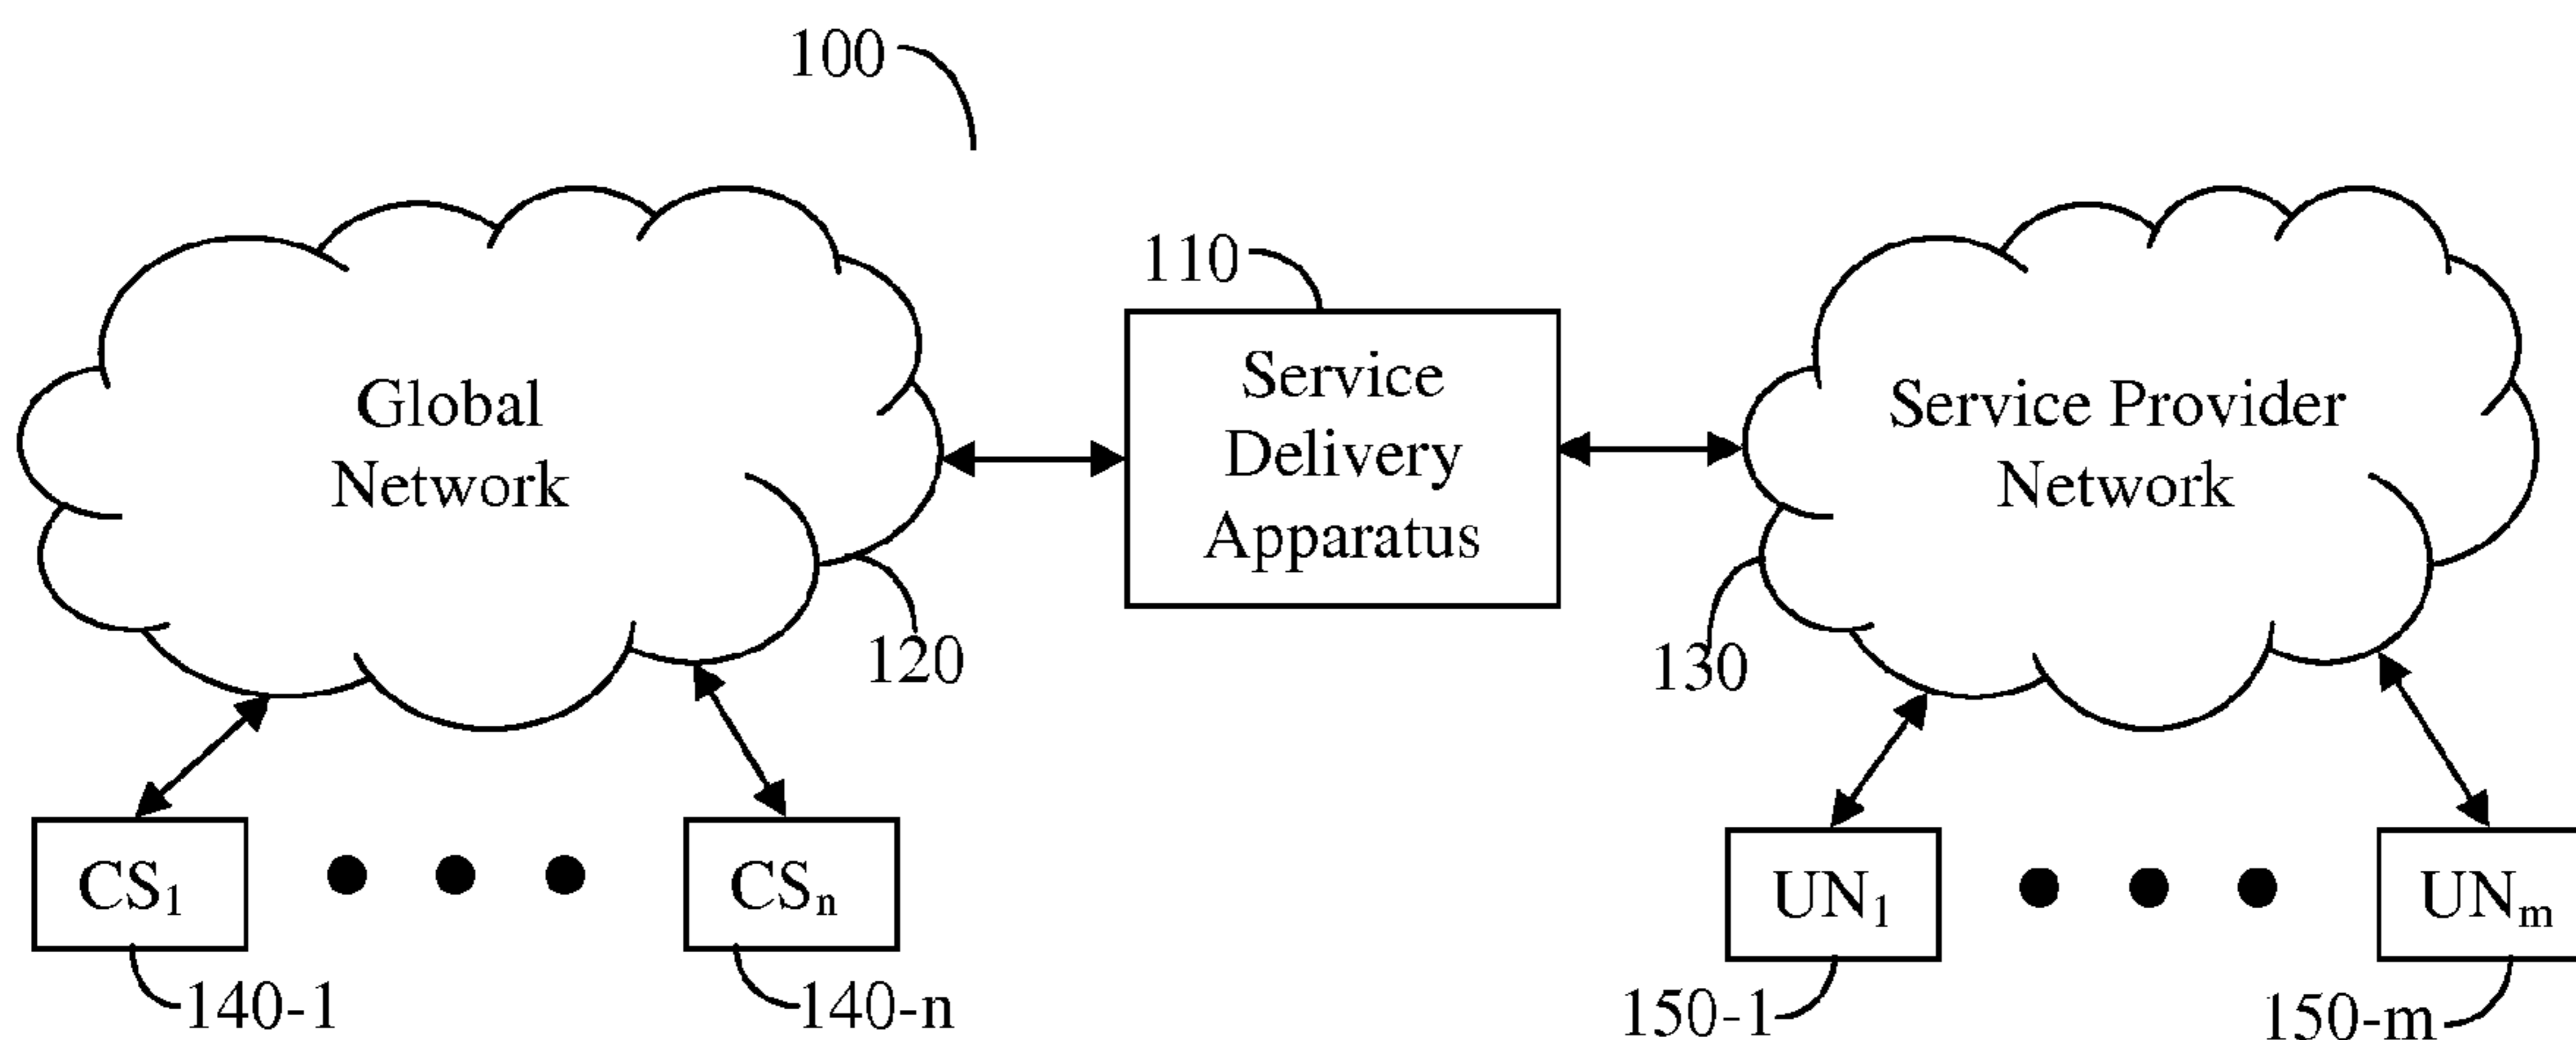 100
110
Global
Network
Service
Delivery
Apparatus
Service Provider
Network
120
130
CS₁
CSₙ
UN₁
UNₘ
140-1
140-n
150-1
150-m